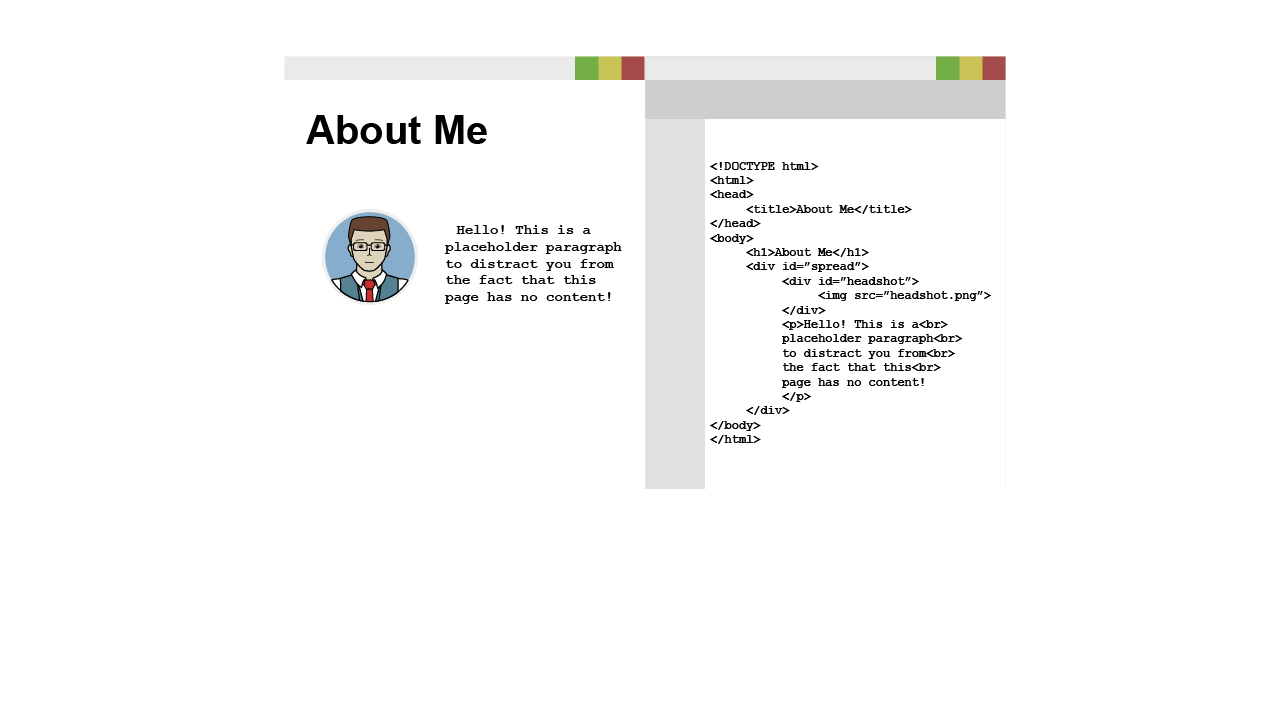 About Me
Hello! This is a
placeholder paragraph
to distract you from
the fact that this
page has no content!
<!DOCTYPE html>
<html>
<head>
<title>About Me</title>
</head>
<body>
<h1>About Me</h1>
<div id=”spread”>
<div id=”headshot”>
<img src=”headshot.png”>
</div>
<p>Hello! This is a<br>
placeholder paragraph<br>
to distract you from<br>
the fact that this<br>
page has no content!
</p>
</div>
</body>
</html>